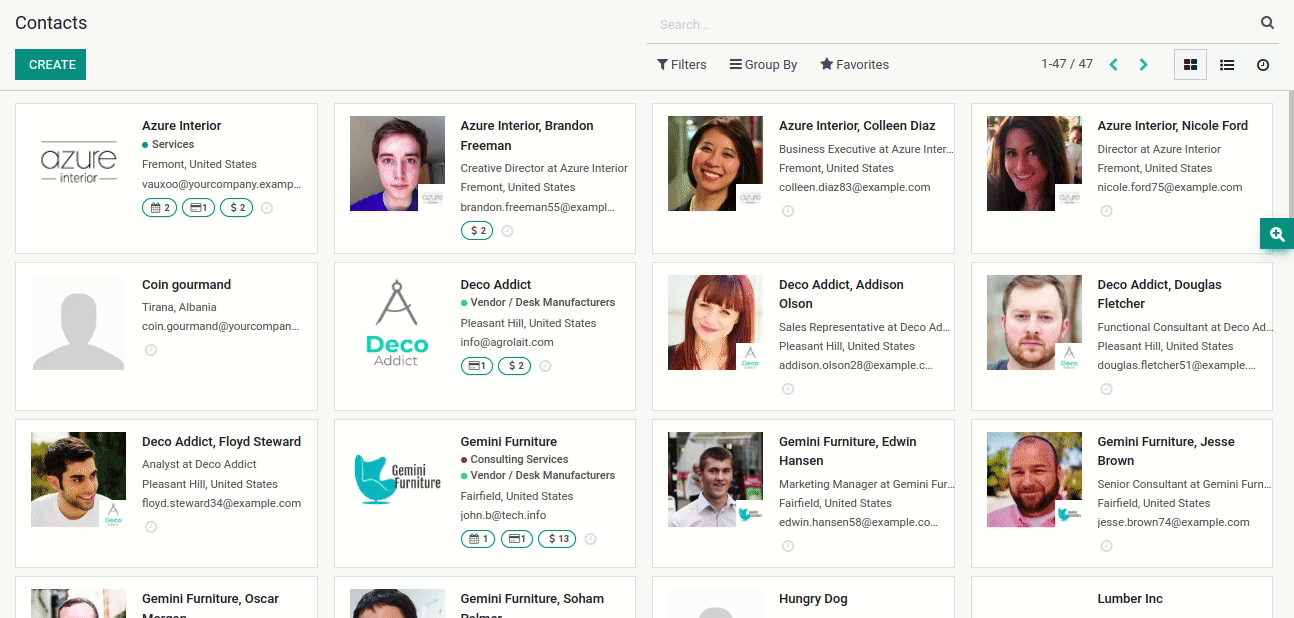 Contacts
Search...
CREATE
Filters
Group By
Favorites
1-47 / 47
azure
interior
Azure Interior
Services
Fremont, United States
vauxoo@yourcompany.examp...
2
1
$ 2
azure
Azure Interior, Brandon
Freeman
Creative Director at Azure Interior
Fremont, United States
brandon.freeman55@exampl...
$ 2
azure
Azure Interior, Colleen Diaz
Business Executive at Azure Inter...
Fremont, United States
colleen.diaz83@example.com
azure
Azure Interior, Nicole Ford
Director at Azure Interior
Fremont, United States
nicole.ford75@example.com
Coin gourmand
Tirana, Albania
coin.gourmand@yourcompan...
Deco
Addict
Deco Addict
Vendor / Desk Manufacturers
Pleasant Hill, United States
info@agrolait.com
1
$ 2
Deco
Addict
Deco Addict, Addison
Olson
Sales Representative at Deco Ad...
Pleasant Hill, United States
addison.olson28@example.c...
Deco
Addict
Deco Addict, Douglas
Fletcher
Functional Consultant at Deco Ad...
Pleasant Hill, United States
douglas.fletcher51@example....
Deco
Addict
Deco Addict, Floyd Steward
Analyst at Deco Addict
Pleasant Hill, United States
floyd.steward34@example.com
Gemini
Furniture
Gemini Furniture
Consulting Services
Vendor / Desk Manufacturers
Fairfield, United States
john.b@tech.info
1
1
$ 13
Gemini Furniture, Edwin
Hansen
Marketing Manager at Gemini Fur...
Fairfield, United States
edwin.hansen58@example.co...
Gemini Furniture, Jesse
Brown
Senior Consultant at Gemini Furn...
Fairfield, United States
jesse.brown74@example.com
Gemini Furniture, Oscar
Morgan
Gemini Furniture, Soham
Palmer
Hungry Dog
Lumber Inc